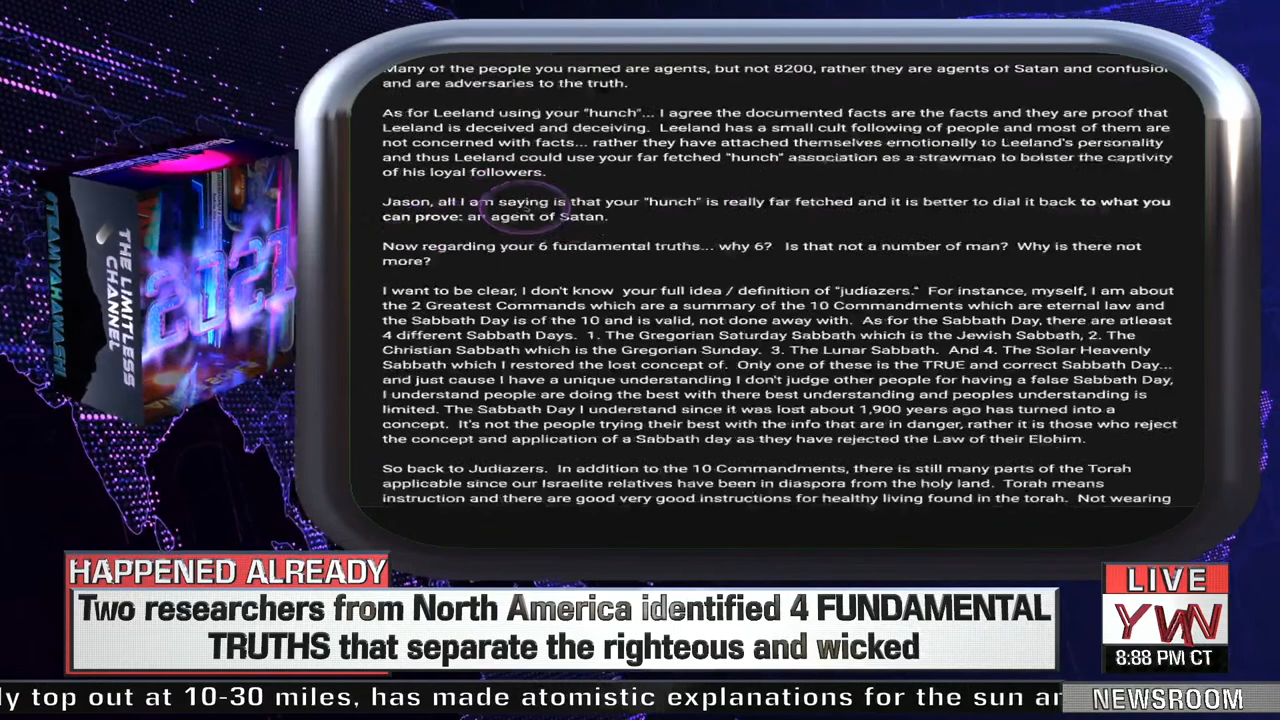 Many of the people you named are agents, but not 8200, rather they are agents of Satan and confusion
and are adversaries to the truth.
As for Leeland using your "hunch"... I agree the documented facts are the facts and they are proof that
Leeland is deceived and deceiving. Leeland has a small cult following of people and most of them are
not concerned with facts... rather they have attached themselves emotionally to Leeland's personality
and thus Leeland could use your far fetched "hunch" association as a strawman to bolster the captivity
of his loyal followers.
Jason, all I am saying is that your "hunch" is really far fetched and it is better to dial it back to what you
can prove: an agent of Satan.
Now regarding your 6 fundamental truths... why 6? Is that not a number of man? Why is there not
more?
I want to be clear, I don't know your full idea / definition of "judiazers." For instance, myself, I am about
the 2 Greatest Commands which are a summary of the 10 Commandments which are eternal law and
the Sabbath Day is of the 10 and is valid, not done away with. As for the Sabbath Day, there are atleast
4 different Sabbath Days. 1. The Gregorian Saturday Sabbath which is the Jewish Sabbath, 2. The
Christian Sabbath which is the Gregorian Sunday. 3. The Lunar Sabbath. And 4. The Solar Heavenly
Sabbath which I restored the lost concept of. Only one of these is the TRUE and correct Sabbath Day...
and just cause I have a unique understanding I don't judge other people for having a false Sabbath Day,
I understand people are doing the best with there best understanding and peoples understanding is
limited. The Sabbath Day I understand since it was lost about 1,900 years ago has turned into a
concept. It's not the people trying their best with the info that are in danger, rather it is those who reject
the concept and application of a Sabbath day as they have rejected the Law of their Elohim.
So back to Judiazers. In addition to the 10 Commandments, there is still many parts of the Torah
applicable since our Israelite relatives have been in diaspora from the holy land. Torah means
instruction and there are good very good instructions for healthy living found in the torah. Not wearing
#ITAMYAHAWASHI
THE LIMITLESS
CHANNEL
2021
HAPPENED ALREADY
Two researchers from North America identified 4 FUNDAMENTAL
TRUTHS that separate the righteous and wicked
LIVE
YWN
8:88 PM CT
ly top out at 10-30 miles, has made atomistic explanations for the sun ar
NEWSROOM